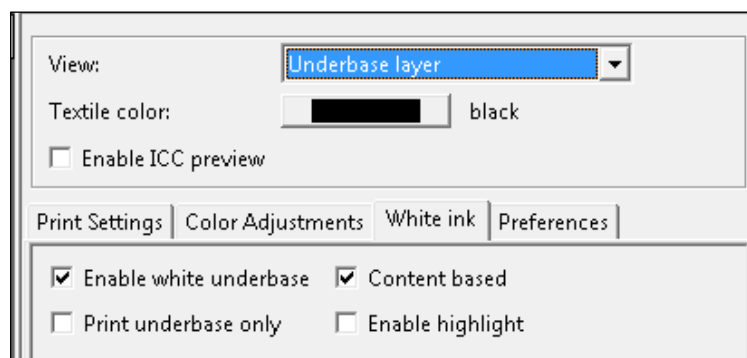 View: Underbase layer
Textile color: black
Enable ICC preview
Print Settings Color Adjustments White ink Preferences
Enable white underbase Content based
Print underbase only Enable highlight